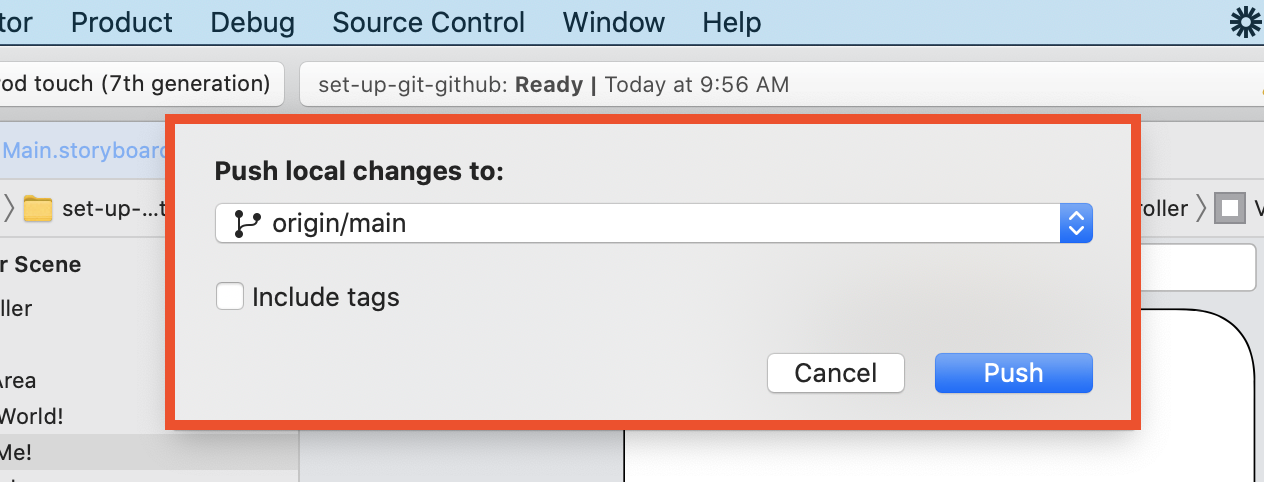 tor Product Debug Source Control Window Help
od touch (7th generation) set-up-git-github: Ready | Today at 9:56 AM
Main.storyboard
set-up-...t
roller
V
Push local changes to:
origin/main
Include tags
Cancel Push
r Scene
ller
Area
World!
Me!